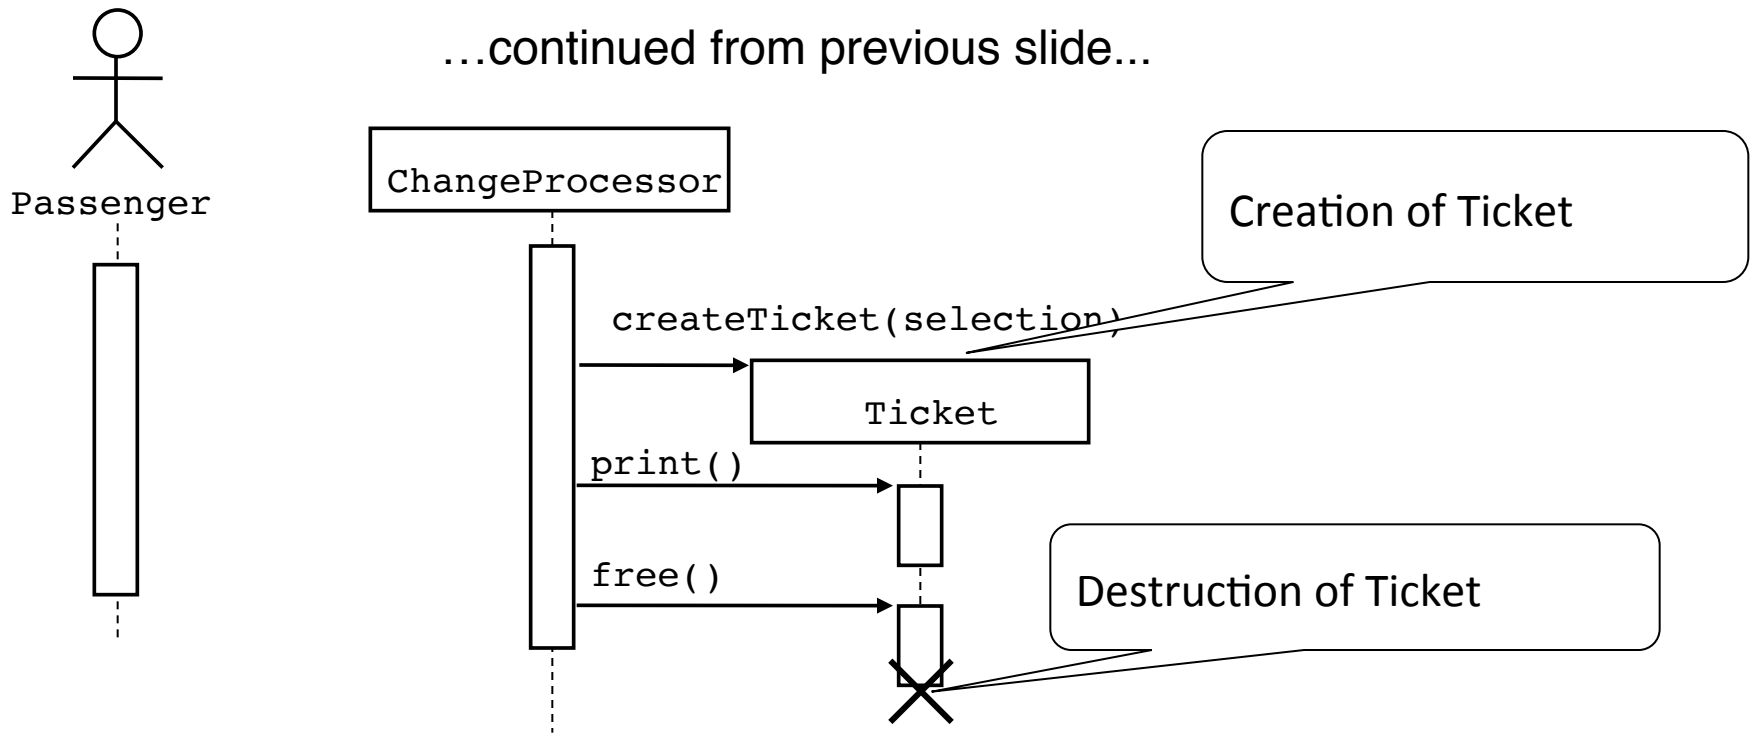 …continued from previous slide...
Passenger
ChangeProcessor
Creation of Ticket
createTicket(selection)
Ticket
print()
free()
Destruction of Ticket